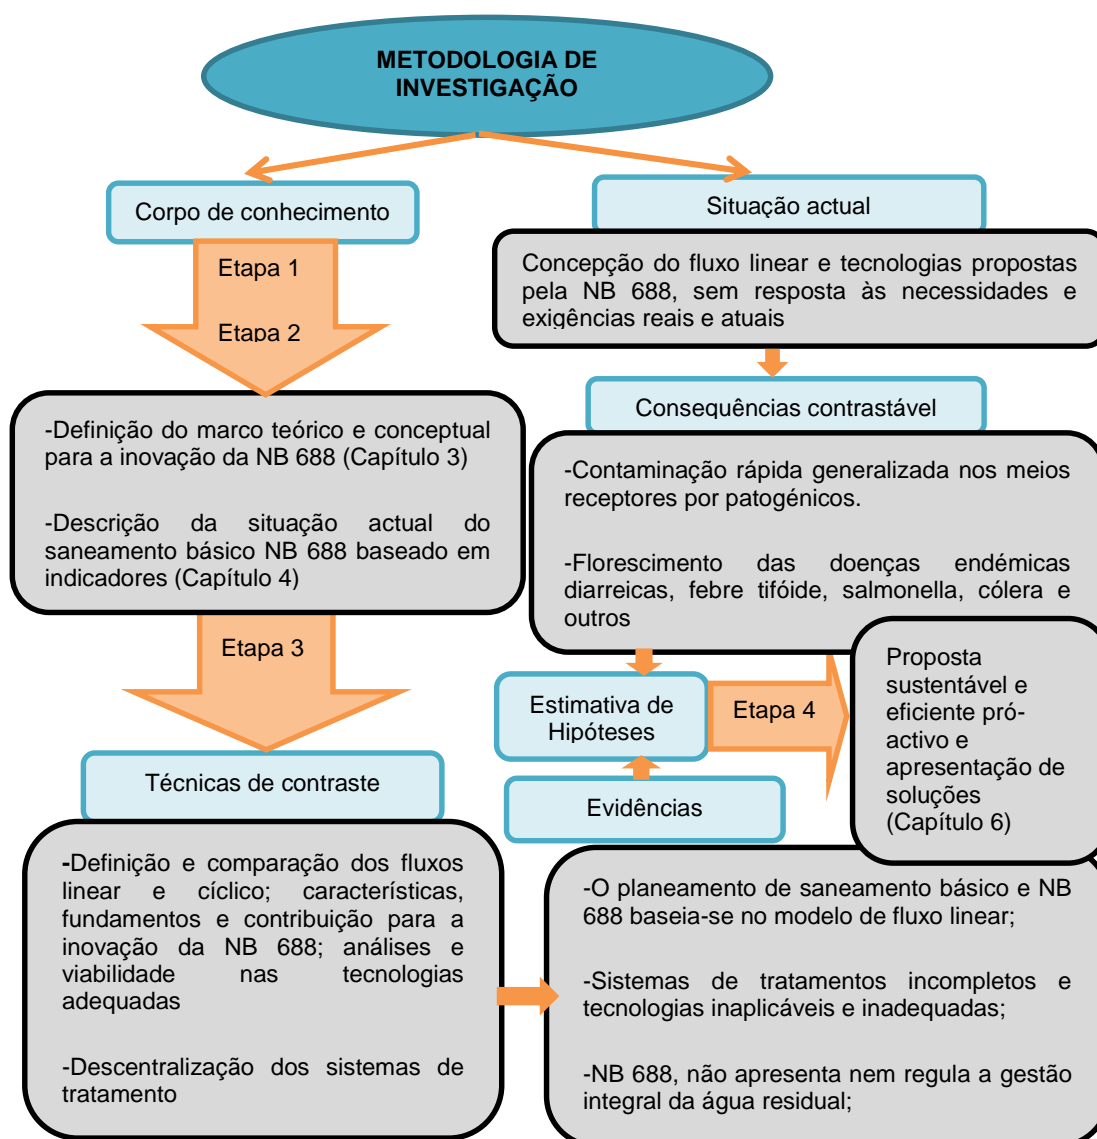 METODOLOGIA DE
INVESTIGAÇÃO
Corpo de conhecimento
Situação actual
Etapa 1
Etapa 2
Concepção do fluxo linear e tecnologias propostas
pela NB 688, sem resposta às necessidades e
exigências reais e atuais
Consequências contrastável
-Definição do marco teórico e conceptual
para a inovação da NB 688 (Capítulo 3)
-Descrição da situação actual do
saneamento básico NB 688 baseado em
indicadores (Capítulo 4)
-Contaminação rápida generalizada nos meios
receptores por patogénicos.
-Florescimento das doenças endémicas
diarreicas, febre tifóide, salmonella, cólera e
outros
Etapa 3
Estimativa de
Hipóteses
Etapa 4
Proposta
sustentável e
eficiente pró-
activo e
apresentação de
soluções
(Capítulo 6)
Evidências
Técnicas de contraste
-Definição e comparação dos fluxos
linear e cíclico; características,
fundamentos e contribuição para a
inovação da NB 688; análises e
viabilidade nas tecnologias
adequadas
-Descentralização dos sistemas de
tratamento
-O planeamento de saneamento básico e NB
688 baseia-se no modelo de fluxo linear;
-Sistemas de tratamentos incompletos e
tecnologias inaplicáveis e inadequadas;
-NB 688, não apresenta nem regula a gestão
integral da água residual;